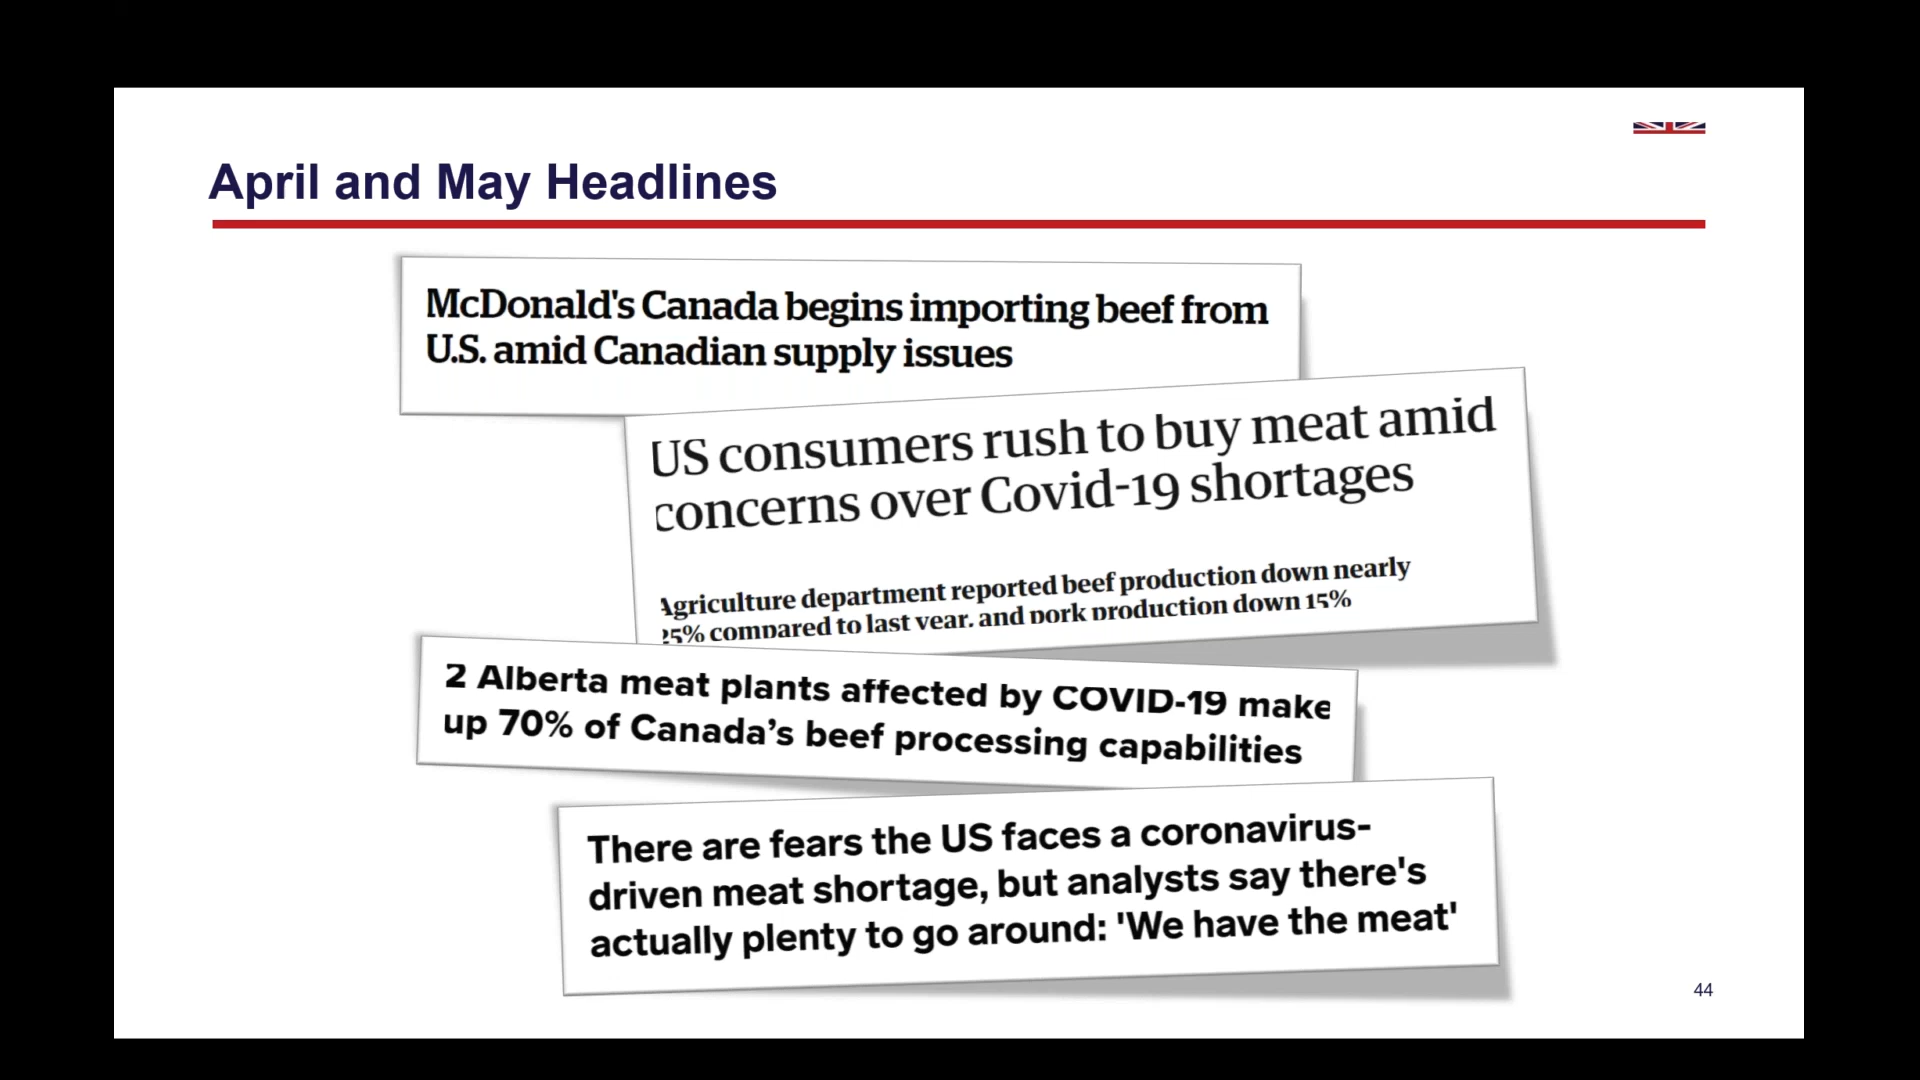 April and May Headlines
McDonald's Canada begins importing beef from
U.S. amid Canadian supply issues
US consumers rush to buy meat amid
concerns over Covid-19 shortages
Agriculture department reported beef production down nearly
25% compared to last year, and pork production down 15%
2 Alberta meat plants affected by COVID-19 make
up 70% of Canada’s beef processing capabilities
There are fears the US faces a coronavirus-
driven meat shortage, but analysts say there's
actually plenty to go around: 'We have the meat'
44